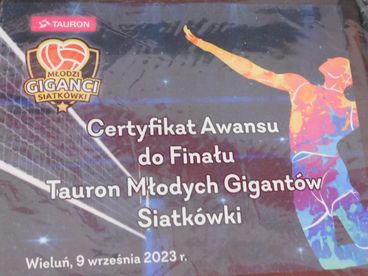 TAURON
MŁODZI
GIGANCI
SIATKÓWKI
Certyfikat Awansu
do Finału
Tauron Młodych Gigantów
Siatkówki
Wieluń, 9 września 2023 r.